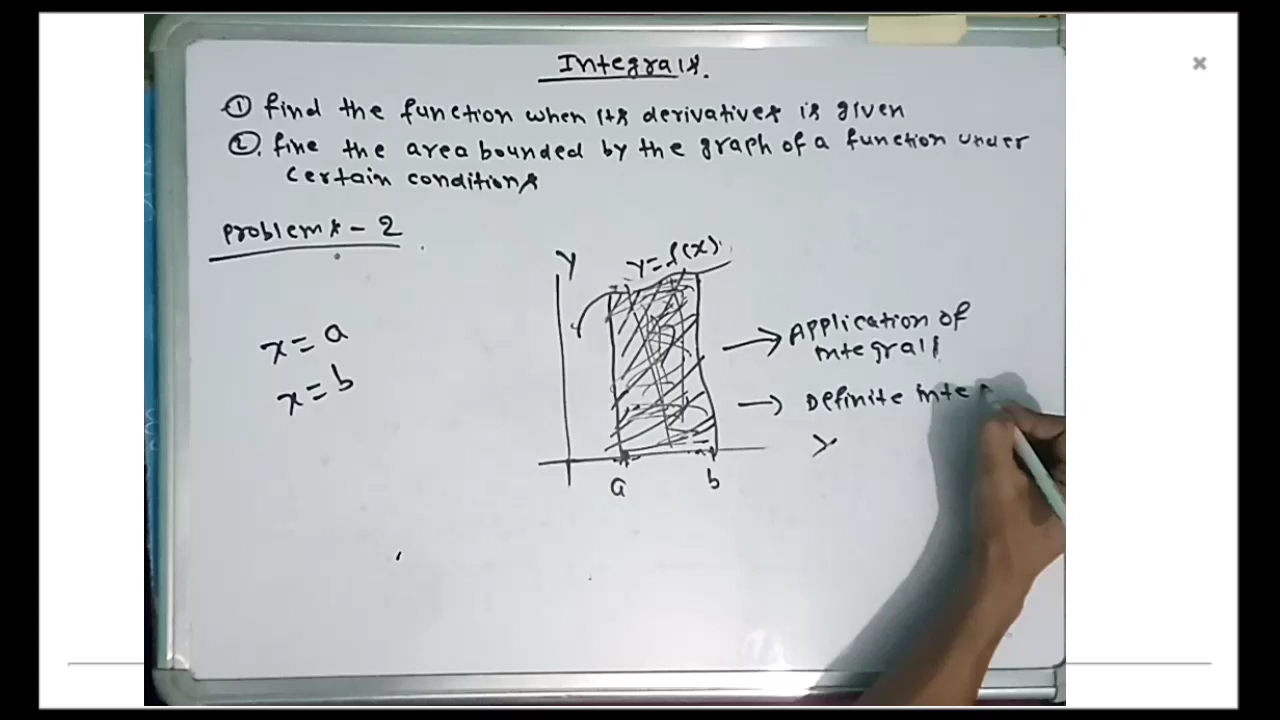 Integrals.
① find the function when its derivatives is given
②. fine the area bounded by the graph of a function under
certain conditions
Problems - 2
y
y=f(x)
x=a
x=b
→ Application of
integrals
→ Definite inte
a
b